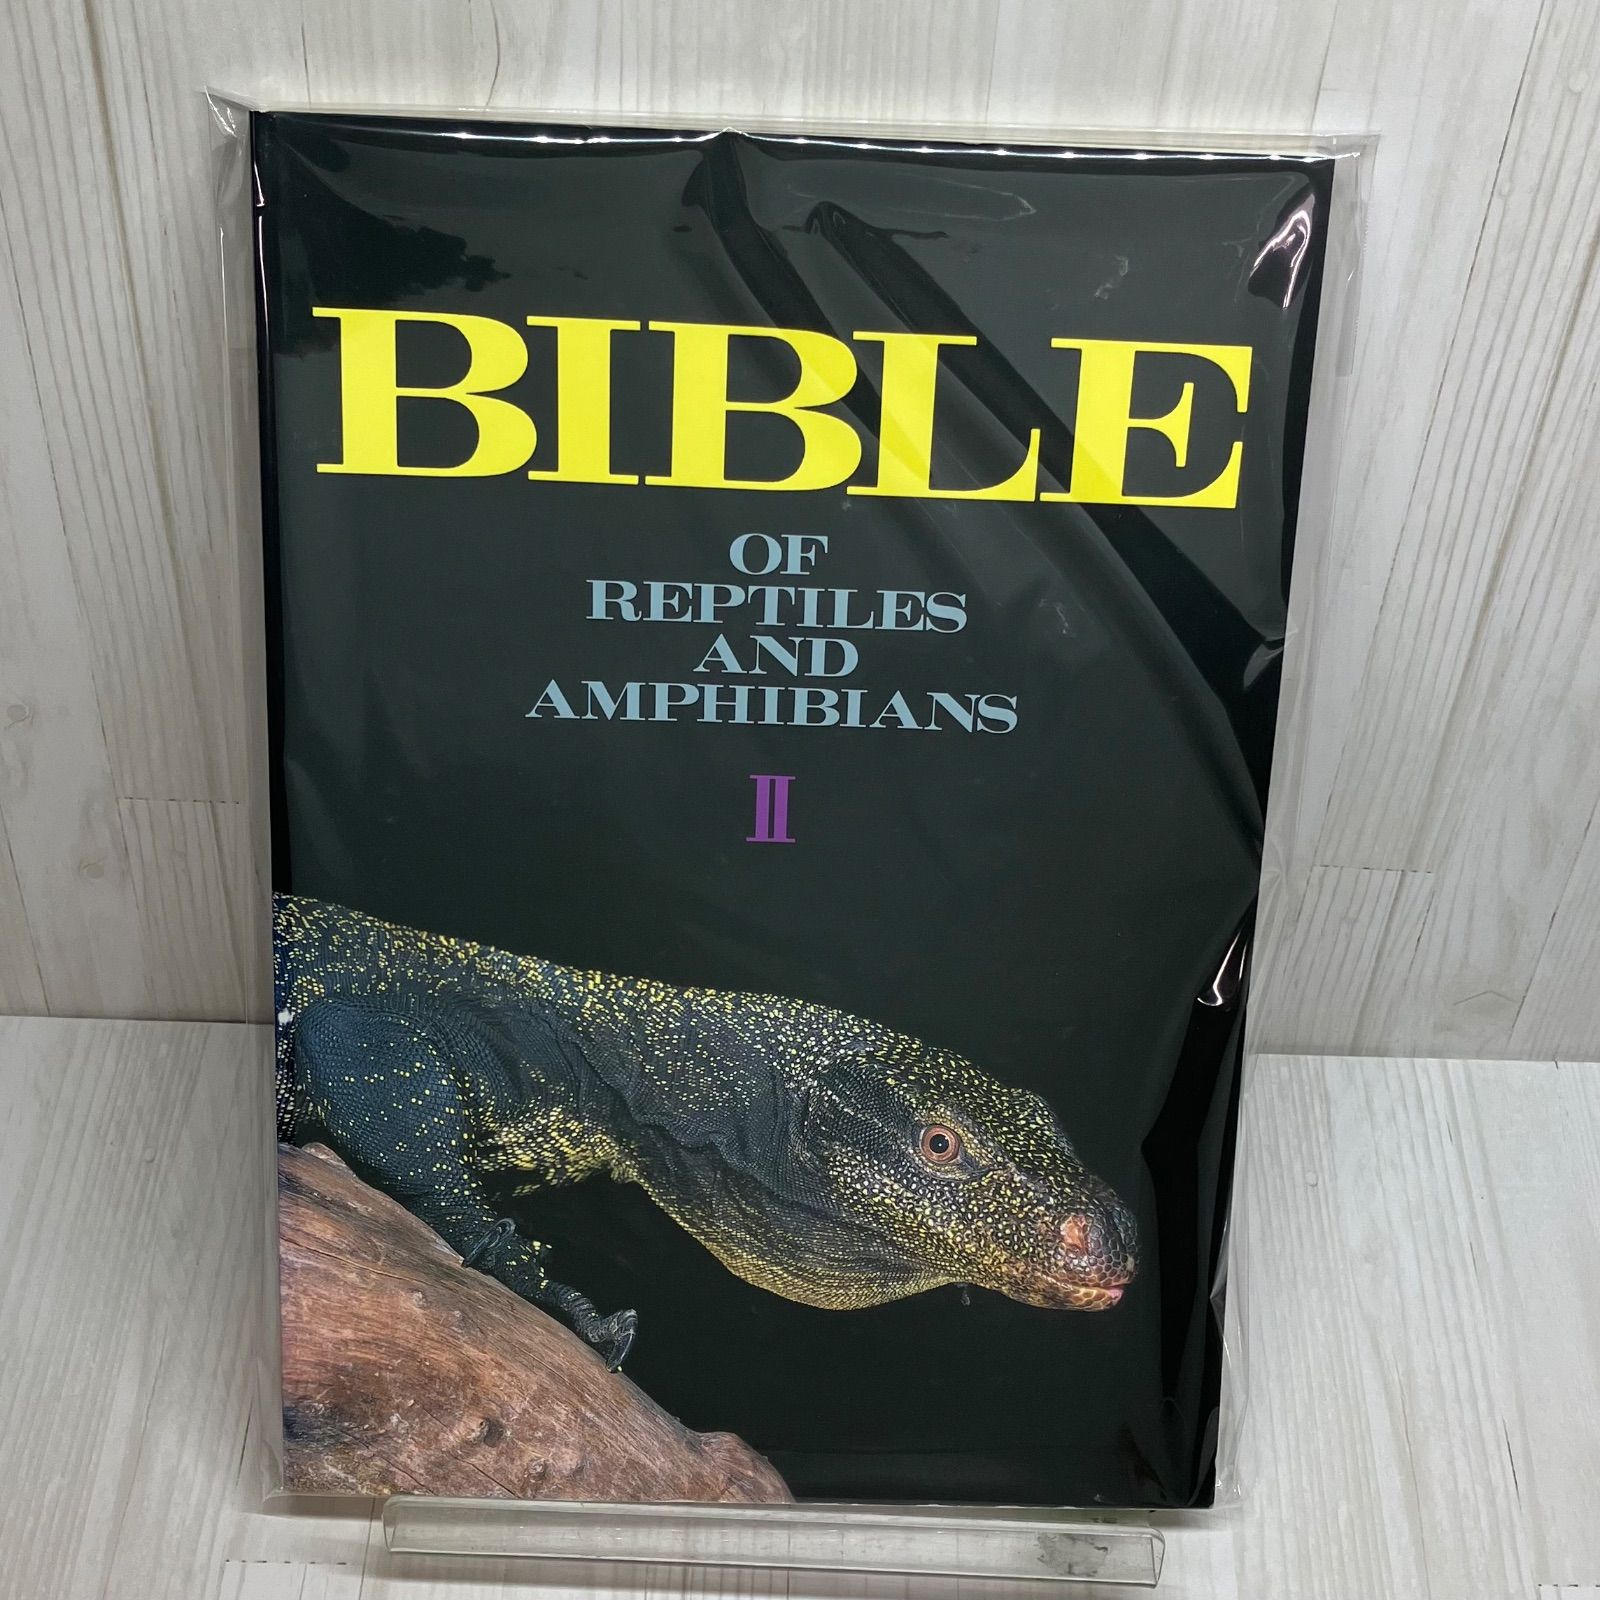 BIBLE
OF
REPTILES
AND
AMPHIBIANS
II